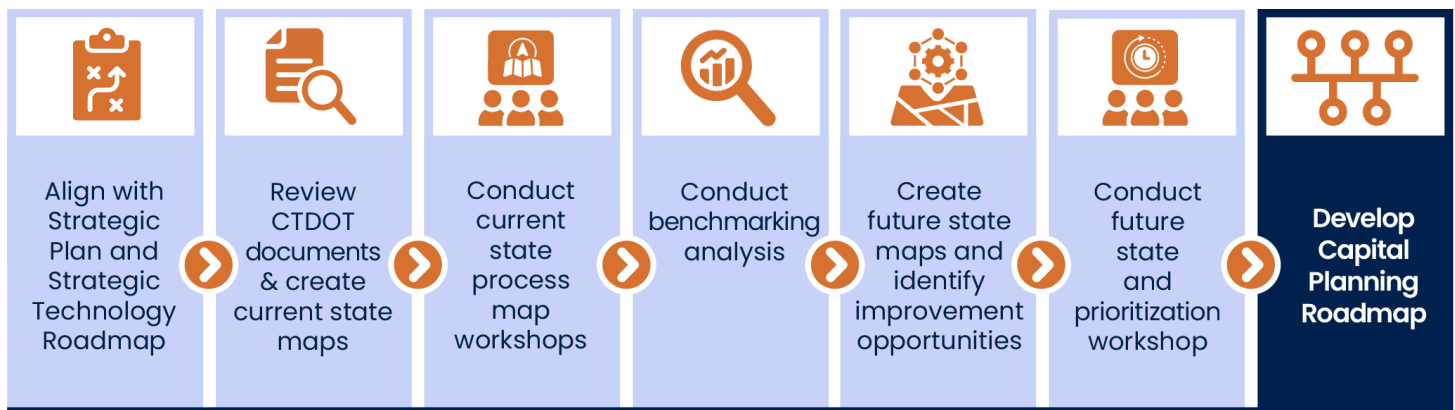 Align with
Strategic
Plan and
Strategic
Technology
Roadmap
Review
CTDOT
documents
& create
current state
maps
Conduct
current
state
process
map
workshops
Conduct
benchmarking
analysis
Create
future state
maps and
identify
improvement
opportunities
Conduct
future
state
and
prioritization
workshop
Develop
Capital
Planning
Roadmap